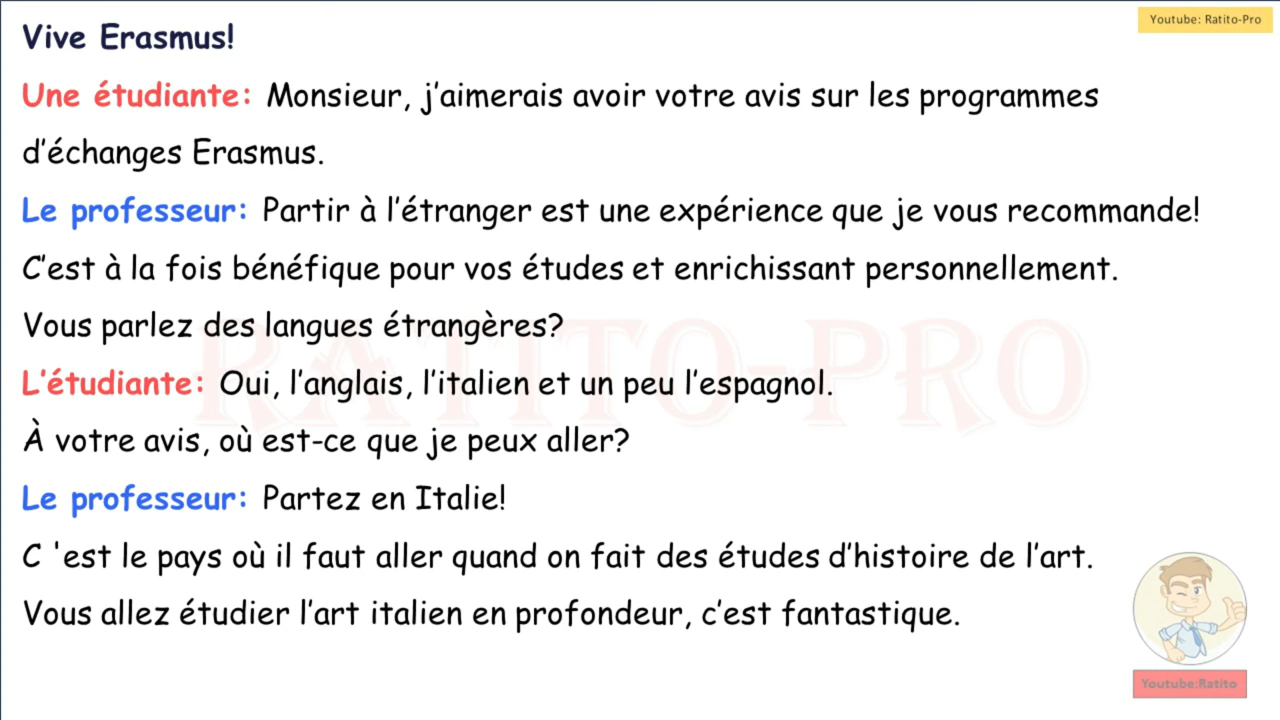 Vive Erasmus!
Youtube: Ratito-Pro
Une étudiante: Monsieur, j'aimerais avoir votre avis sur les programmes
d'échanges Erasmus.
Le professeur: Partir à l'étranger est une expérience que je vous recommande!
C'est à la fois bénéfique pour vos études et enrichissant personnellement.
Vous parlez des langues étrangères?
RATITO-PRO
L'étudiante: Oui, l'anglais, l'italien et un peu l'espagnol.
À votre avis, où est-ce que je peux aller?
Le professeur: Partez en Italie!
C 'est le pays où il faut aller quand on fait des études d'histoire de l'art.
Vous allez étudier l'art italien en profondeur, c'est fantastique.
Youtube:Ratito